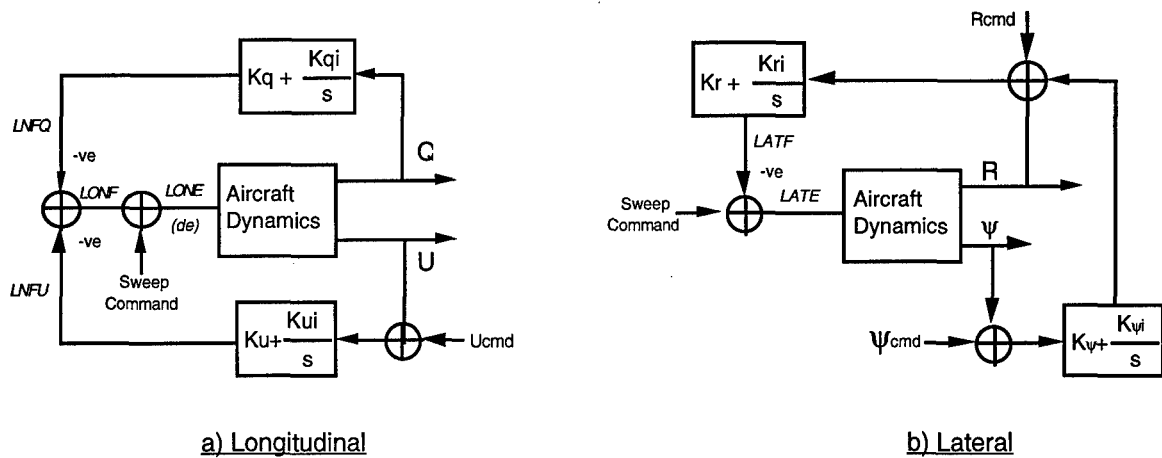 Kq + Kqi
s
LNFQ
-ve
LONF
LONE
(de)
-ve
Sweep
Command
LNFU
Aircraft
Dynamics
Q
U
Ku+ Kui
s
Ucmd
a) Longitudinal
Rcmd
Kr + Kri
s
LATF
-ve
Sweep
Command
LATE
Aircraft
Dynamics
R
Ψ
Ψcmd
KΨ+ KΨi
s
b) Lateral